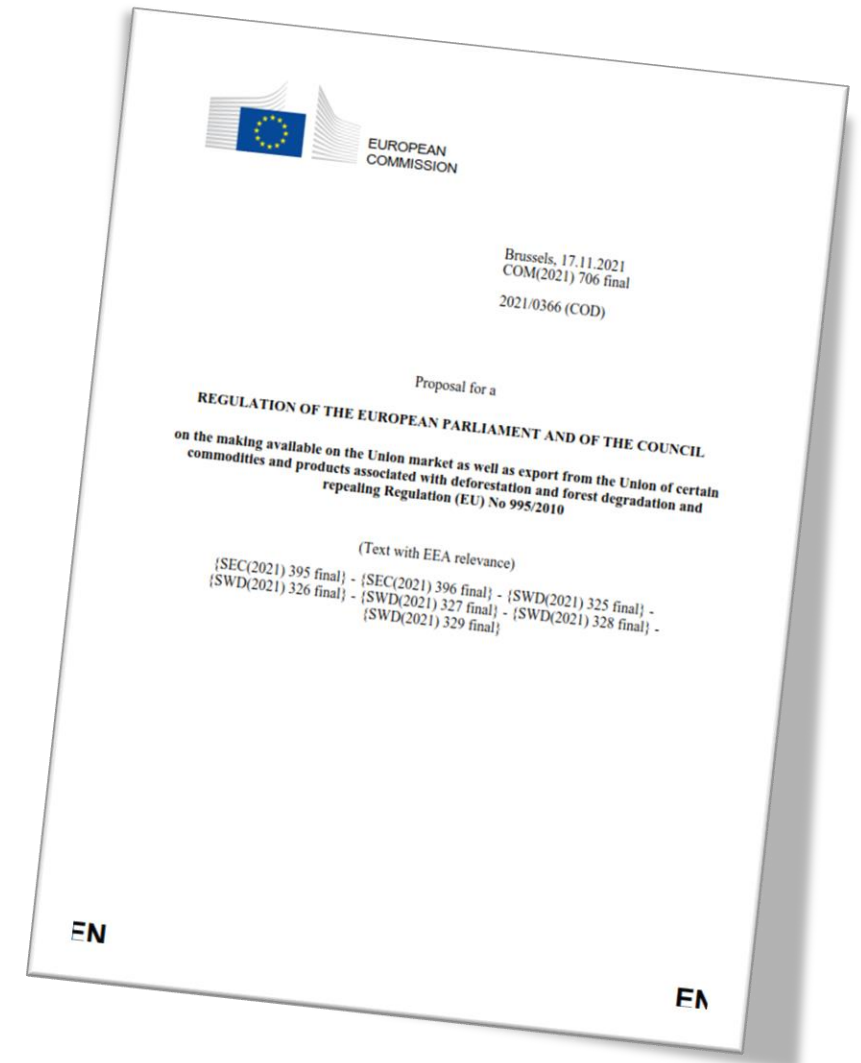 EUROPEAN
COMMISSION
Brussels, 17.11.2021
COM(2021) 706 final
2021/0366 (COD)
Proposal for a
REGULATION OF THE EUROPEAN PARLIAMENT AND OF THE COUNCIL
on the making available on the Union market as well as export from the Union of certain
commodities and products associated with deforestation and forest degradation and
repealing Regulation (EU) No 995/2010
(Text with EEA relevance)
{SEC(2021) 395 final} - {SEC(2021) 396 final} - {SWD(2021) 325 final} -
{SWD(2021) 326 final} - {SWD(2021) 327 final} - {SWD(2021) 328 final} -
{SWD(2021) 329 final}
EN
EN